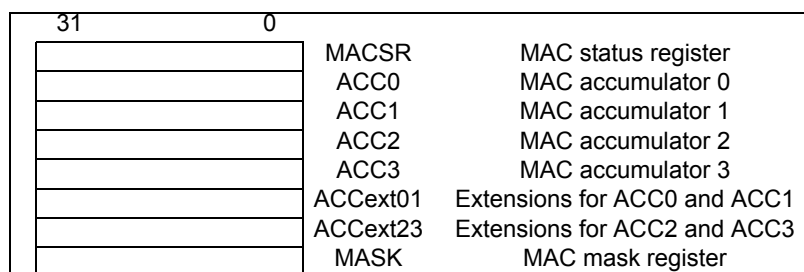 31 0
MACSR MAC status register
ACC0 MAC accumulator 0
ACC1 MAC accumulator 1
ACC2 MAC accumulator 2
ACC3 MAC accumulator 3
ACCext01 Extensions for ACC0 and ACC1
ACCext23 Extensions for ACC2 and ACC3
MASK MAC mask register